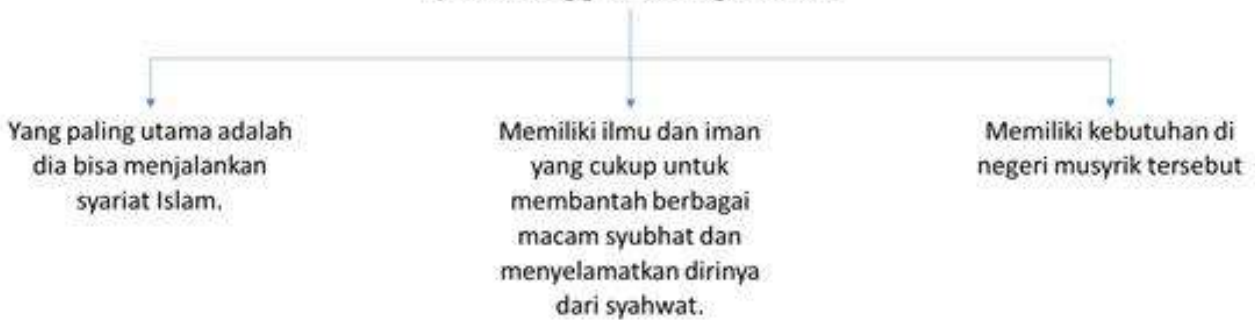 Yang paling utama adalah
dia bisa menjalankan
syariat Islam.
Memiliki ilmu dan iman
yang cukup untuk
membantah berbagai
macam syubhat dan
menyelamatkan dirinya
dari syahwat.
Memiliki kebutuhan di
negeri musyrik tersebut